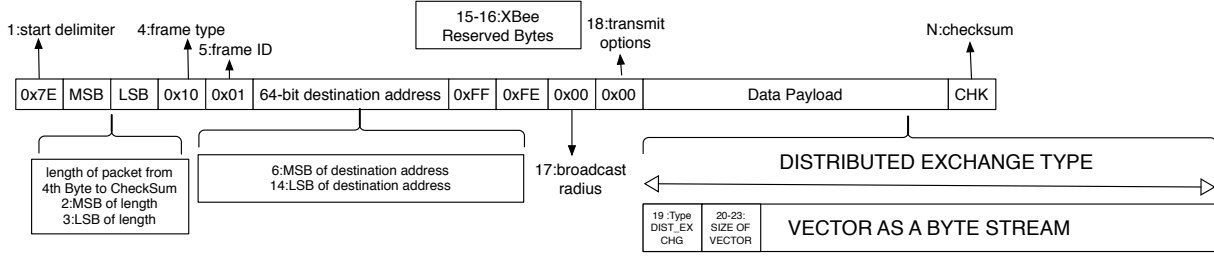 15-16:XBee
Reserved Bytes
1:start delimiter
4:frame type
5:frame ID
18:transmit
options
N:checksum
0x7E MSB LSB 0x10 0x01 64-bit destination address 0xFF 0xFE 0x00 0x00 Data Payload CHK
length of packet from
4th Byte to CheckSum
2:MSB of length
3:LSB of length
6:MSB of destination address
14:LSB of destination address
17:broadcast
radius
DISTRIBUTED EXCHANGE TYPE
19 :Type
DIST_EX
CHG
20-23:
SIZE OF
VECTOR
VECTOR AS A BYTE STREAM